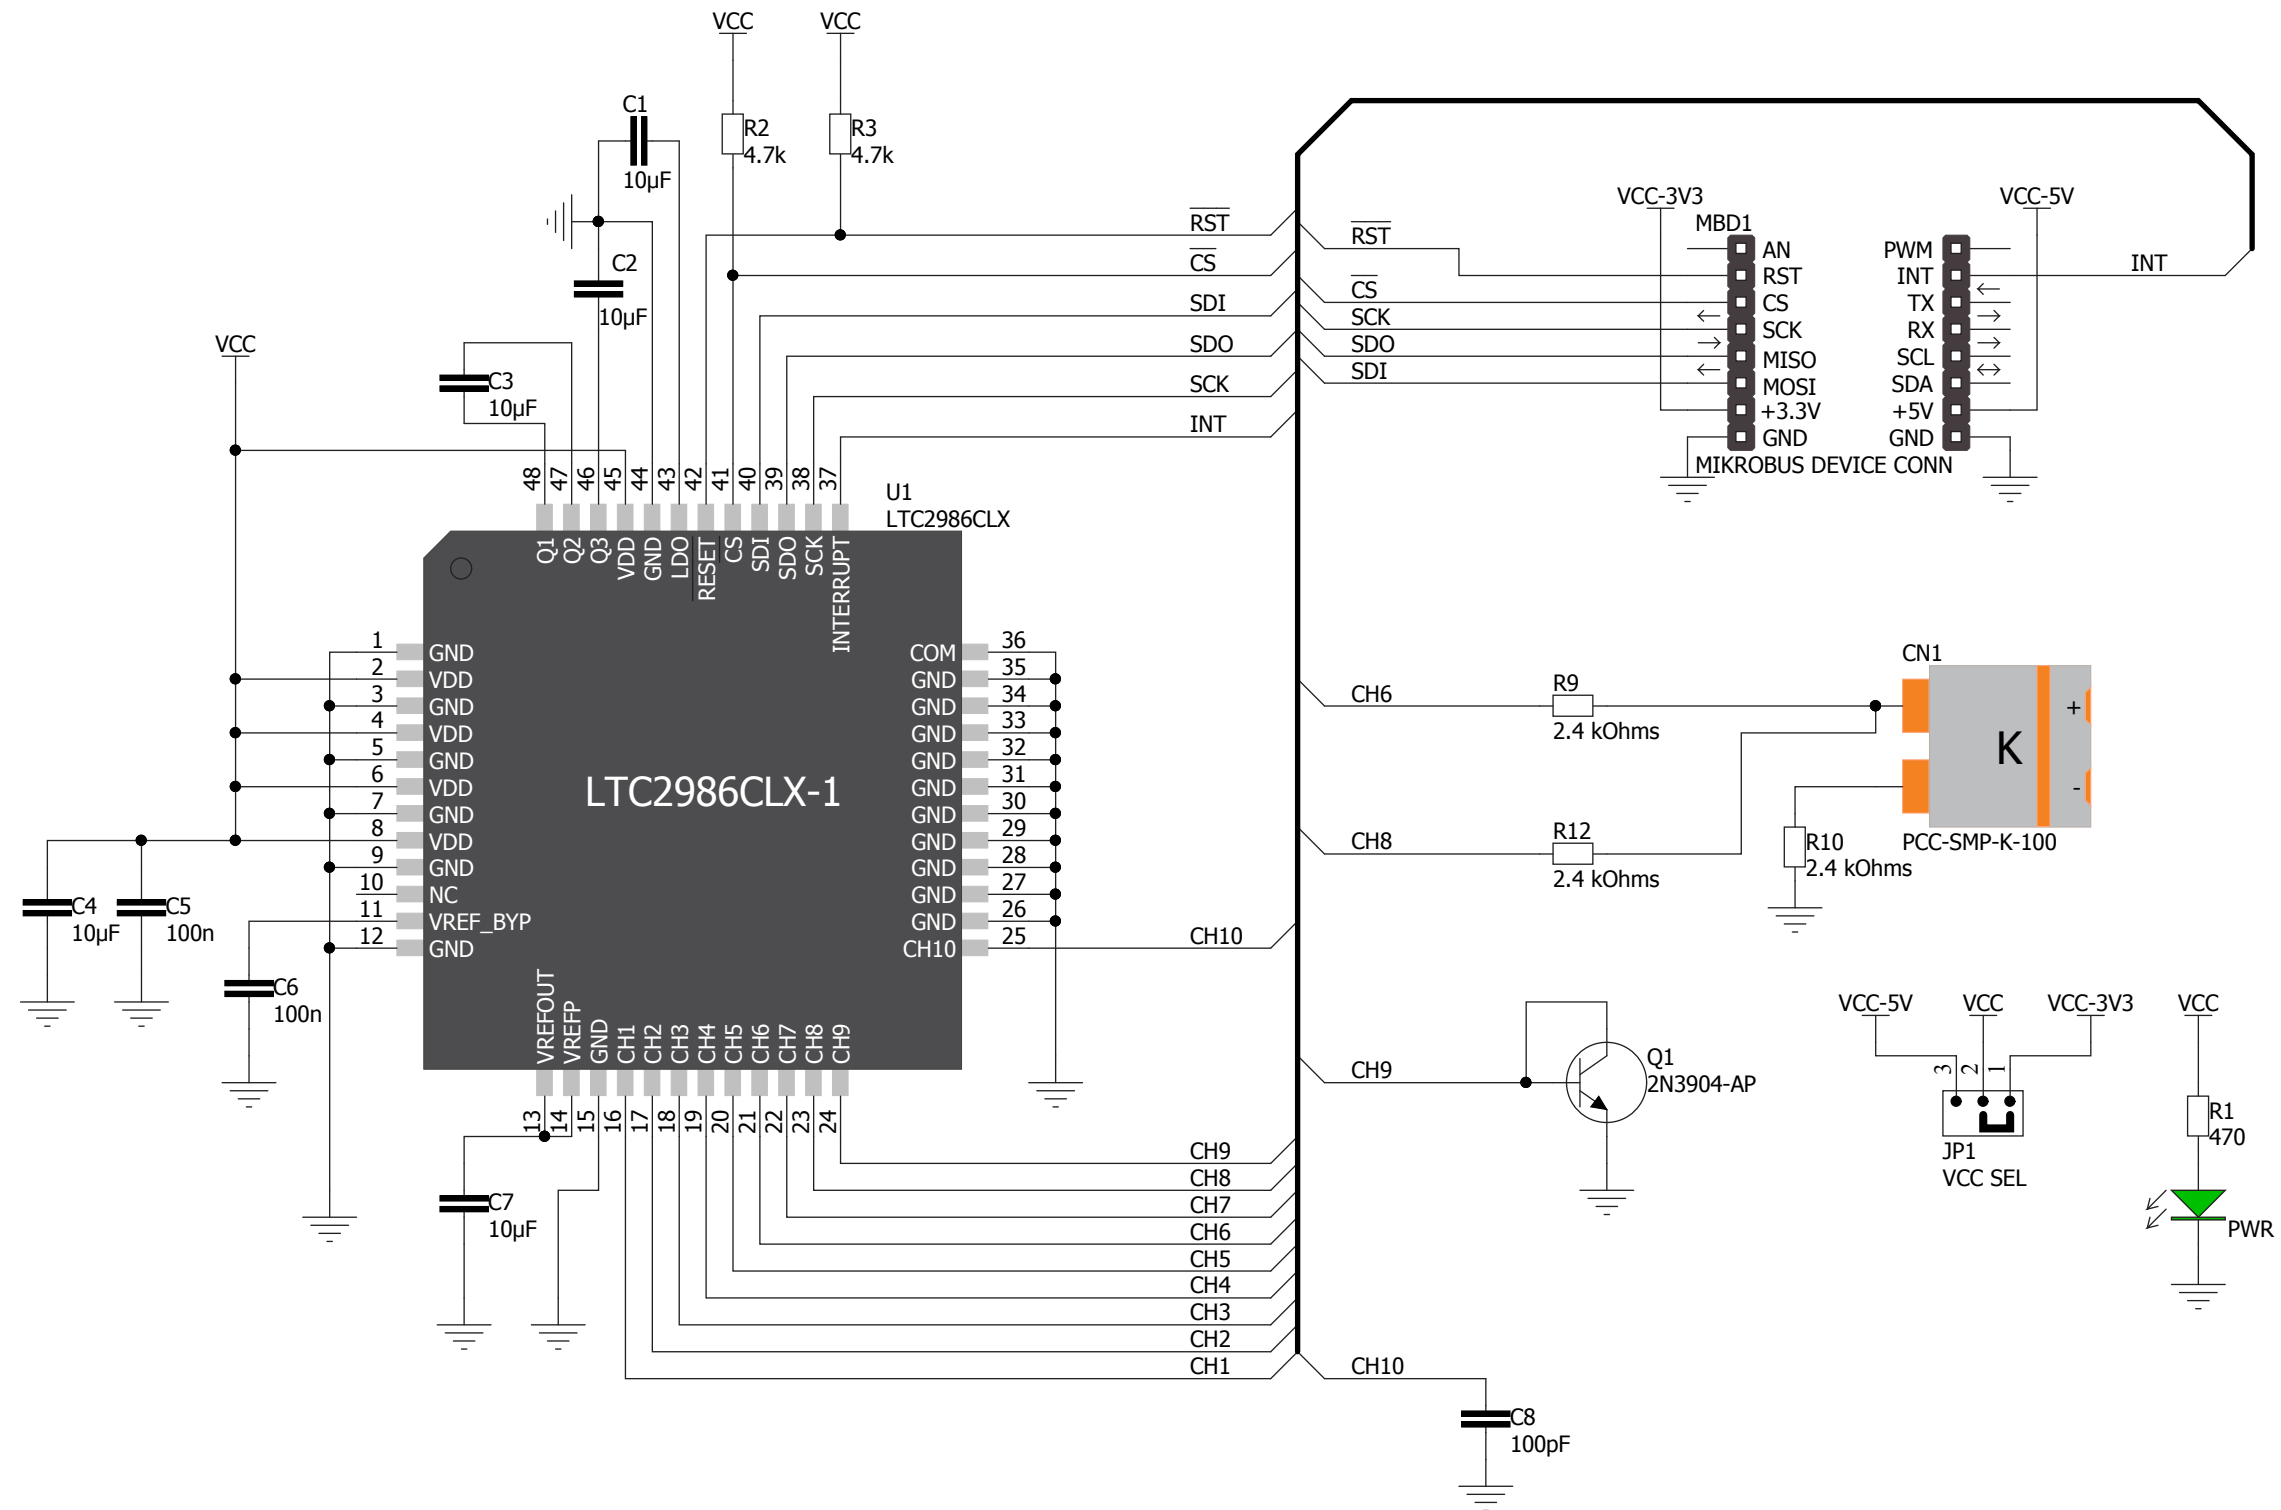 VCC
VCC
C1
10µF
R2
4.7k
R3
4.7k
C2
10µF
VCC
C3
10µF
RST
CS
SDI
SDO
SCK
INT
RST
CS
SCK
SDO
SDI
VCC-3V3
MBD1
VCC-5V
AN
RST
CS
SCK
MISO
MOSI
+3.3V
GND
PWM
INT
TX
RX
SCL
SDA
+5V
GND
MIKROBUS DEVICE CONN
INT
48
47
46
45
44
43
42
41
40
39
38
37
U1
LTC2986CLX
Q1
Q2
Q3
VDD
GND
LDO
RESET
CS
SDI
SDO
SCK
INTERRUPT
1 GND
2 VDD
3 GND
4 VDD
5 GND
6 VDD
7 GND
8 VDD
9 GND
10 NC
11 VREF_BYP
12 GND
LTC2986CLX-1
COM 36
GND 35
GND 34
GND 33
GND 32
GND 31
GND 30
GND 29
GND 28
GND 27
GND 26
CH10 25
CH10
C4
10µF
C5
100n
C6
100n
VREFOUT
VREFP
GND
CH1
CH2
CH3
CH4
CH5
CH6
CH7
CH8
CH9
13
14
15
16
17
18
19
20
21
22
23
24
C7
10µF
CH9
CH8
CH7
CH6
CH5
CH4
CH3
CH2
CH1
CH6
R9
2.4 kOhms
CH8
R12
2.4 kOhms
CN1
K
+
-
PCC-SMP-K-100
R10
2.4 kOhms
CH9
Q1
2N3904-AP
VCC-5V
VCC
VCC-3V3
3
2
1
JP1
VCC SEL
VCC
R1
470
PWR
CH10
C8
100pF